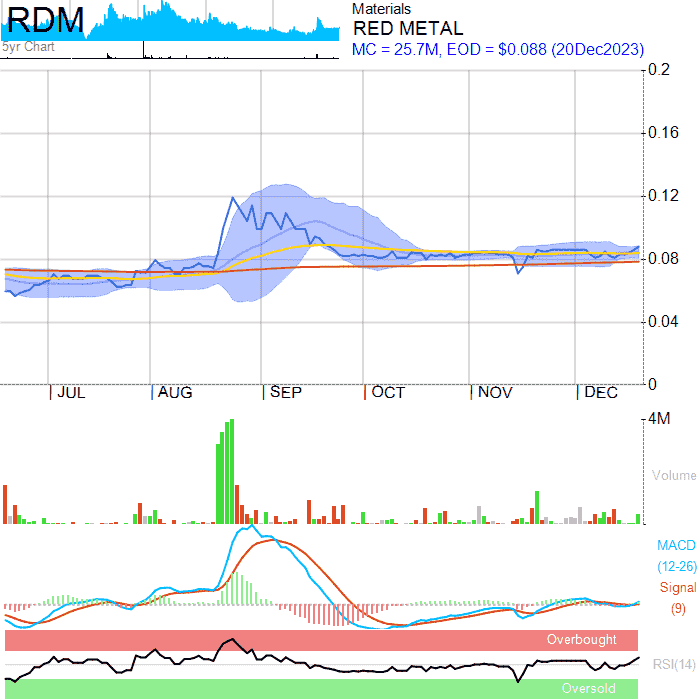 RDM
5yr Chart
Materials
RED METAL
MC = 25.7M, EOD = $0.088 (20Dec2023)
0.2
0.16
0.12
0.08
0.04
0
JUL AUG SEP OCT NOV DEC
4M
Volume
MACD
(12-26)
Signal
(9)
Overbought
RSI(14)
Oversold